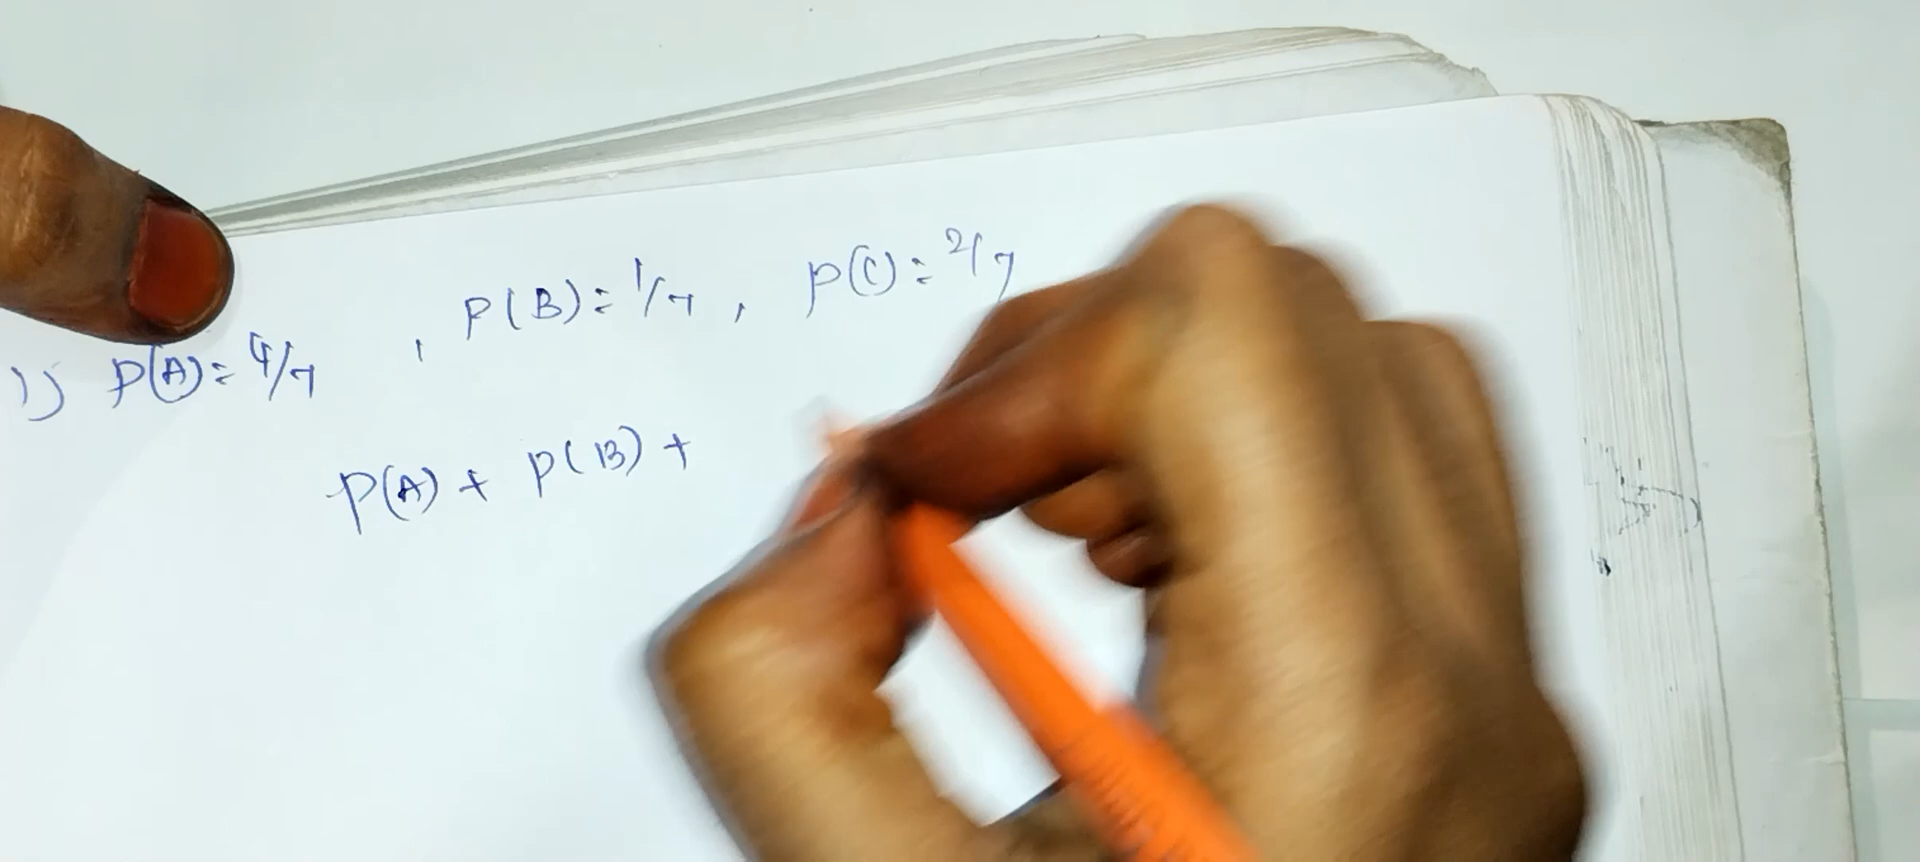 1) P(A) = 4/7 , P(B) = 1/7 , P(C) = 2/7
P(A) + P(B) +